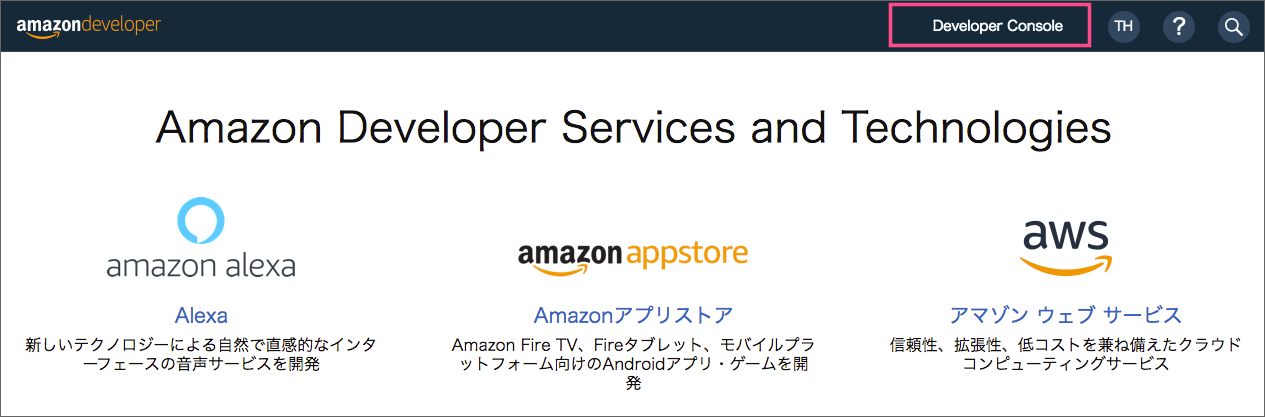 amazondeveloper
Developer Console
TH
?
Amazon Developer Services and Technologies
amazon alexa
amazon appstore
aws
Alexa
Amazonアプリストア
アマゾン ウェブ サービス
新しいテクノロジーによる自然で直感的なインタ
ーフェースの音声サービスを開発
Amazon Fire TV、Fireタブレット、モバイルプラ
ットフォーム向けのAndroidアプリ・ゲームを開
発
信頼性、拡張性、低コストを兼ね備えたクラウド
コンピューティングサービス